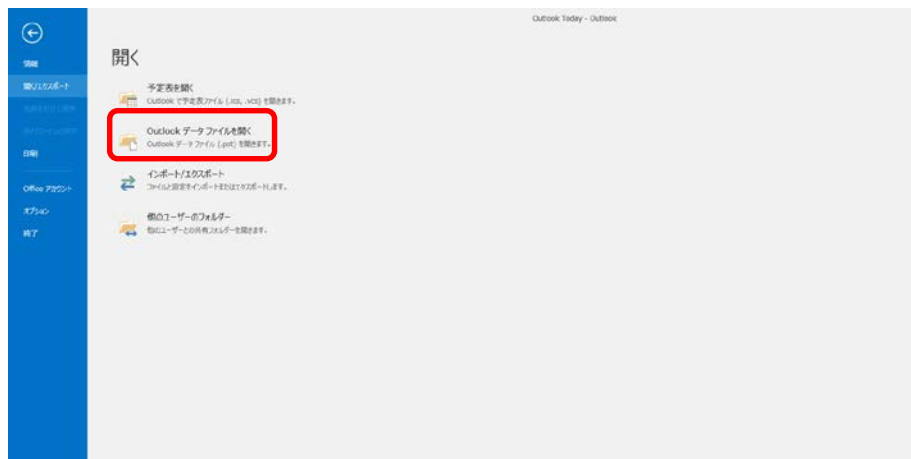 Outlook Today - Outlook
情報
開く/エクスポート
印刷
Office アカウント
オプション
終了
開く
予定表を開く
Outlook で予定表ファイル (.ics, .vcs) を開きます。
Outlook データ ファイルを開く
Outlook データ ファイル (.pst) を開きます。
インポート/エクスポート
ファイルと設定をインポートまたはエクスポートします。
他のユーザーのフォルダー
他のユーザーとの共有フォルダーを開きます。